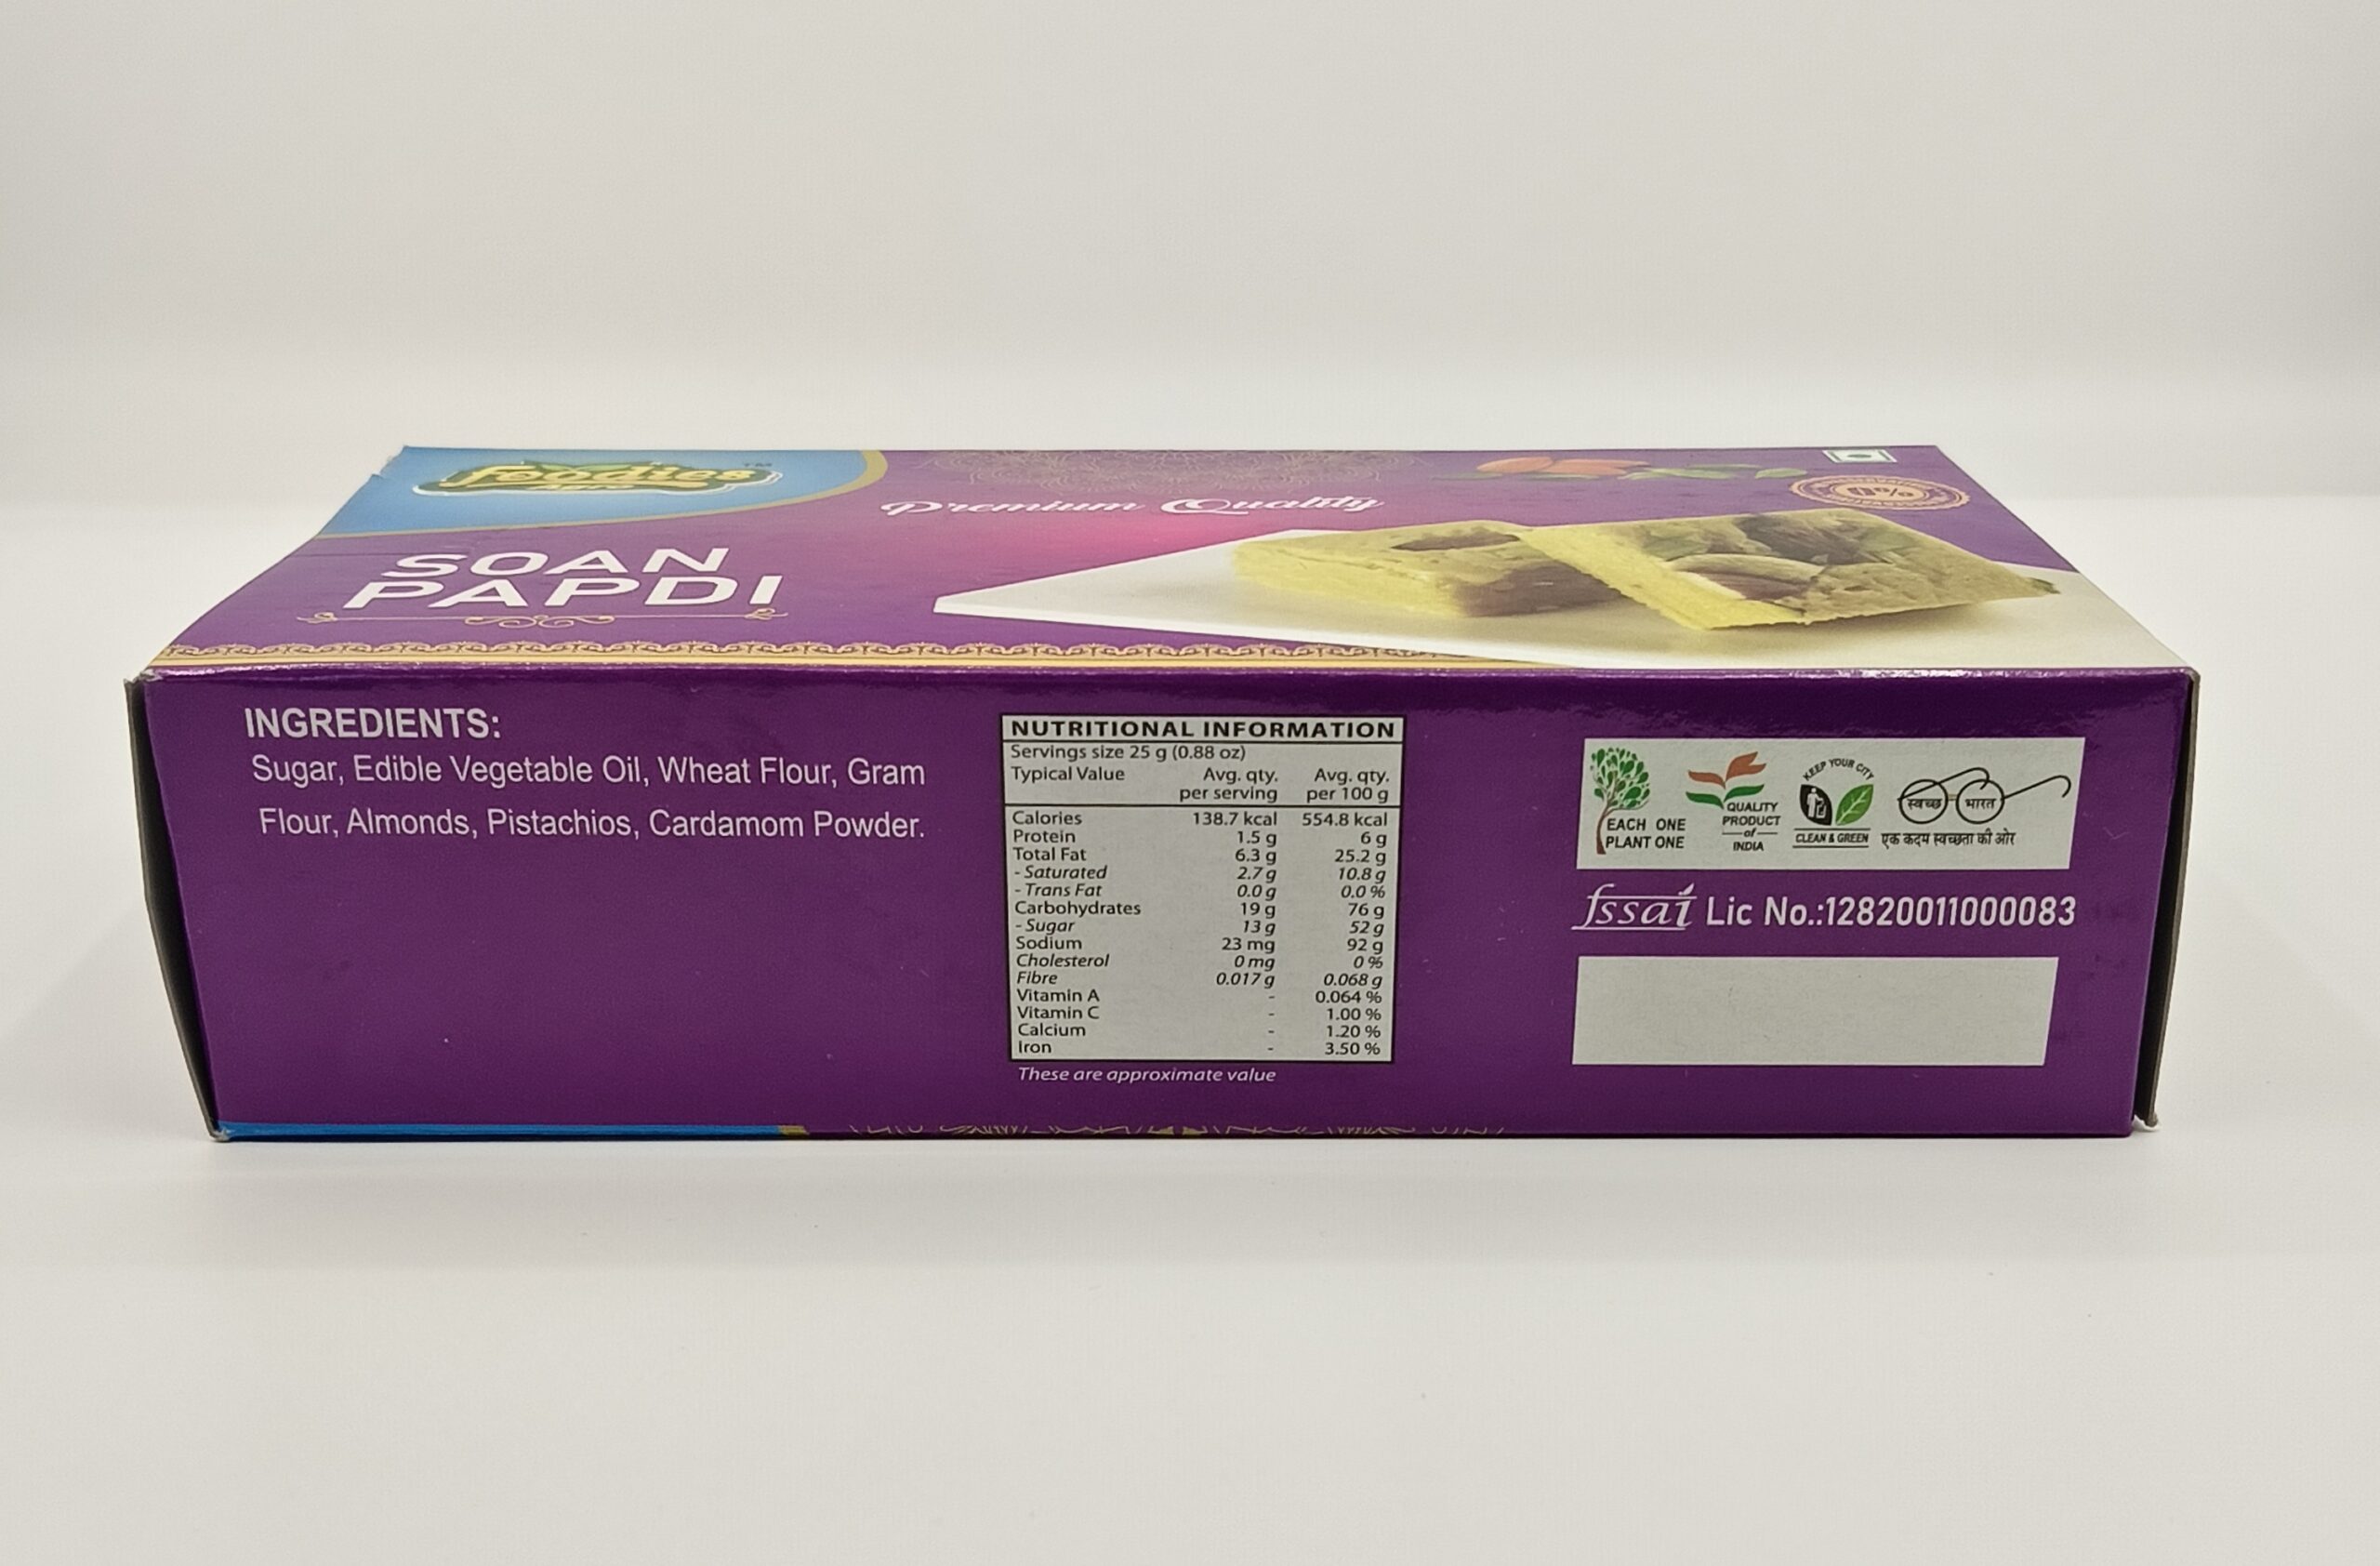 foodies
TM
Premium Quality
SOAN
PAPDI
INGREDIENTS:
Sugar, Edible Vegetable Oil, Wheat Flour, Gram
Flour, Almonds, Pistachios, Cardamom Powder.
NUTRITIONAL INFORMATION
Servings size 25 g (0.88 oz)
Typical Value Avg. qty. Avg. qty.
per serving per 100 g
Calories 138.7 kcal 554.8 kcal
Protein 1.5 g 6 g
Total Fat 6.3 g 25.2 g
- Saturated 2.7 g 10.8 g
- Trans Fat 0.0 g 0.0 %
Carbohydrates 19 g 76 g
- Sugar 13 g 52 g
Sodium 23 mg 92 g
Cholesterol 0 mg 0 %
Fibre 0.017 g 0.068 g
Vitamin A - 0.064 %
Vitamin C - 1.00 %
Calcium - 1.20 %
Iron - 3.50 %
These are approximate value
EACH ONE
PLANT ONE
QUALITY
PRODUCT
of
INDIA
KEEP YOUR CITY
CLEAN & GREEN
स्वच्छ भारत
एक कदम स्वच्छता की ओर
fssai Lic No.:12820011000083